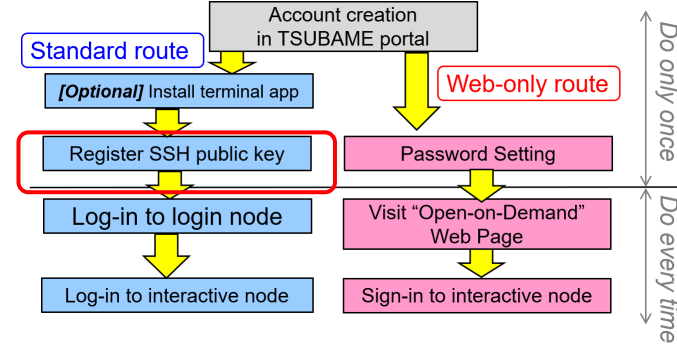 Account creation
in TSUBAME portal
Standard route
[Optional] Install terminal app
Web-only route
Register SSH public key
Password Setting
Log-in to login node
Visit “Open-on-Demand”
Web Page
Log-in to interactive node
Sign-in to interactive node
Do only once
Do every time